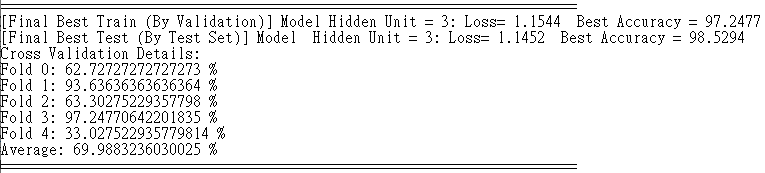 [Final Best Train (By Validation)] Model Hidden Unit = 3: Loss= 1.1544  Best Accuracy = 97.2477
[Final Best Test (By Test Set)] Model  Hidden Unit = 3: Loss= 1.1452  Best Accuracy = 98.5294
Cross Validation Details:
Fold 0: 62.72727272727273 %
Fold 1: 93.63636363636364 %
Fold 2: 63.30275229357798 %
Fold 3: 97.24770642201835 %
Fold 4: 33.027522935779814 %
Average: 69.9883236030025 %